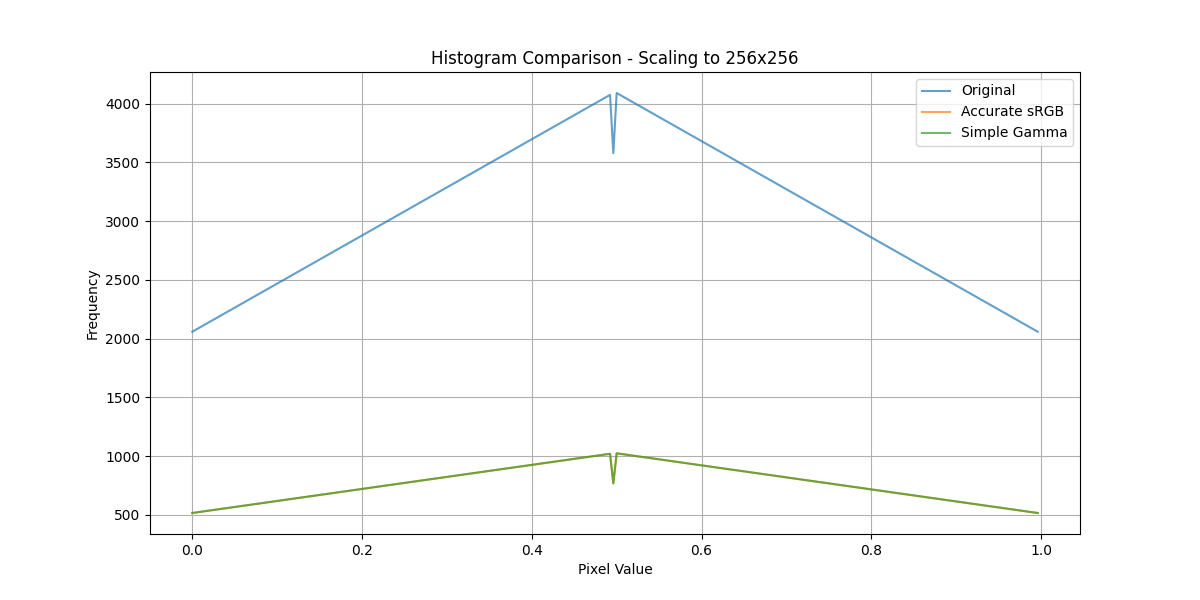 Histogram Comparison - Scaling to 256x256
Original
Accurate sRGB
Simple Gamma
Frequency
4000
3500
3000
2500
2000
1500
1000
500
0.0 0.2 0.4 0.6 0.8 1.0
Pixel Value